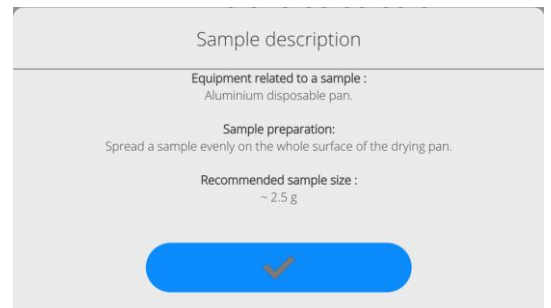 Sample description
Equipment related to a sample :
Aluminium disposable pan.
Sample preparation:
Spread a sample evenly on the whole surface of the drying pan.
Recommended sample size :
~ 2.5 g